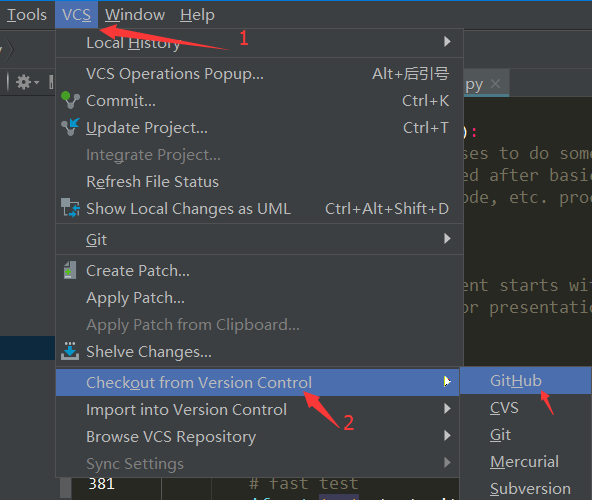 Tools VCS Window Help
1
Local History
VCS Operations Popup... Alt+后引号
py
Commit... Ctrl+K
Update Project... Ctrl+T
):
Integrate Project...
ses to do some
Refresh File Status
ed after basic
Show Local Changes as UML Ctrl+Alt+Shift+D
ode, etc. proc
Git
Create Patch...
ent starts wit
Apply Patch...
or presentatio
Apply Patch from Clipboard...
Shelve Changes...
Checkout from Version Control
GitHub
Import into Version Control
2
CVS
Browse VCS Repository
Git
Sync Settings
Mercurial
381 # fast test
Subversion